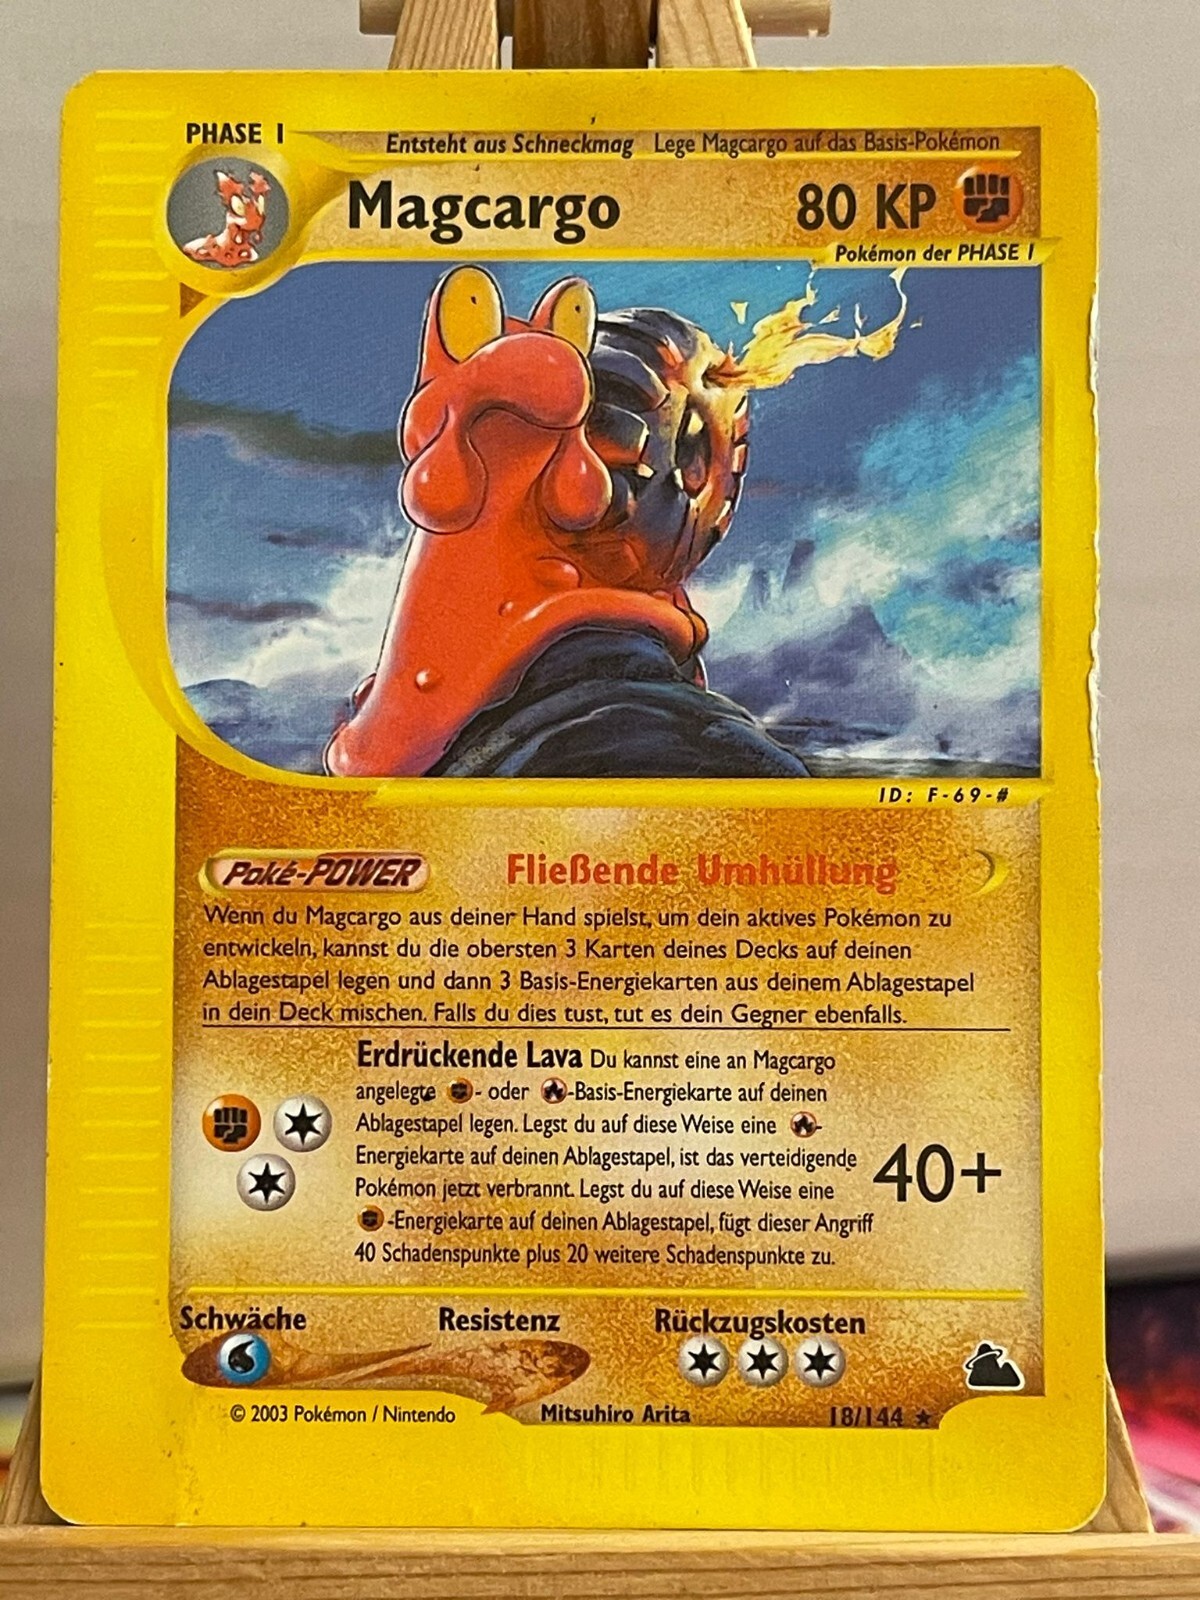 PHASE 1
Entsteht aus Schneckmag Lege Magcargo auf das Basis-Pokémon
Magcargo 80 KP
Pokémon der PHASE 1
ID: F-69-#
Poké-POWER Fließende Umhüllung
Wenn du Magcargo aus deiner Hand spielst, um dein aktives Pokémon zu
entwickeln, kannst du die obersten 3 Karten deines Decks auf deinen
Ablagestapel legen und dann 3 Basis-Energiekarten aus deinem Ablagestapel
in dein Deck mischen. Falls du dies tust, tut es dein Gegner ebenfalls.
Erdrückende Lava Du kannst eine an Magcargo
angelegte - oder -Basis-Energiekarte auf deinen
Ablagestapel legen. Legst du auf diese Weise eine -
Energiekarte auf deinen Ablagestapel, ist das verteidigende
Pokémon jetzt verbrannt. Legst du auf diese Weise eine
-Energiekarte auf deinen Ablagestapel, fügt dieser Angriff
40 Schadenspunkte plus 20 weitere Schadenspunkte zu.
40+
Schwäche Resistenz Rückzugskosten
© 2003 Pokémon / Nintendo Mitsuhiro Arita 18/144 ★